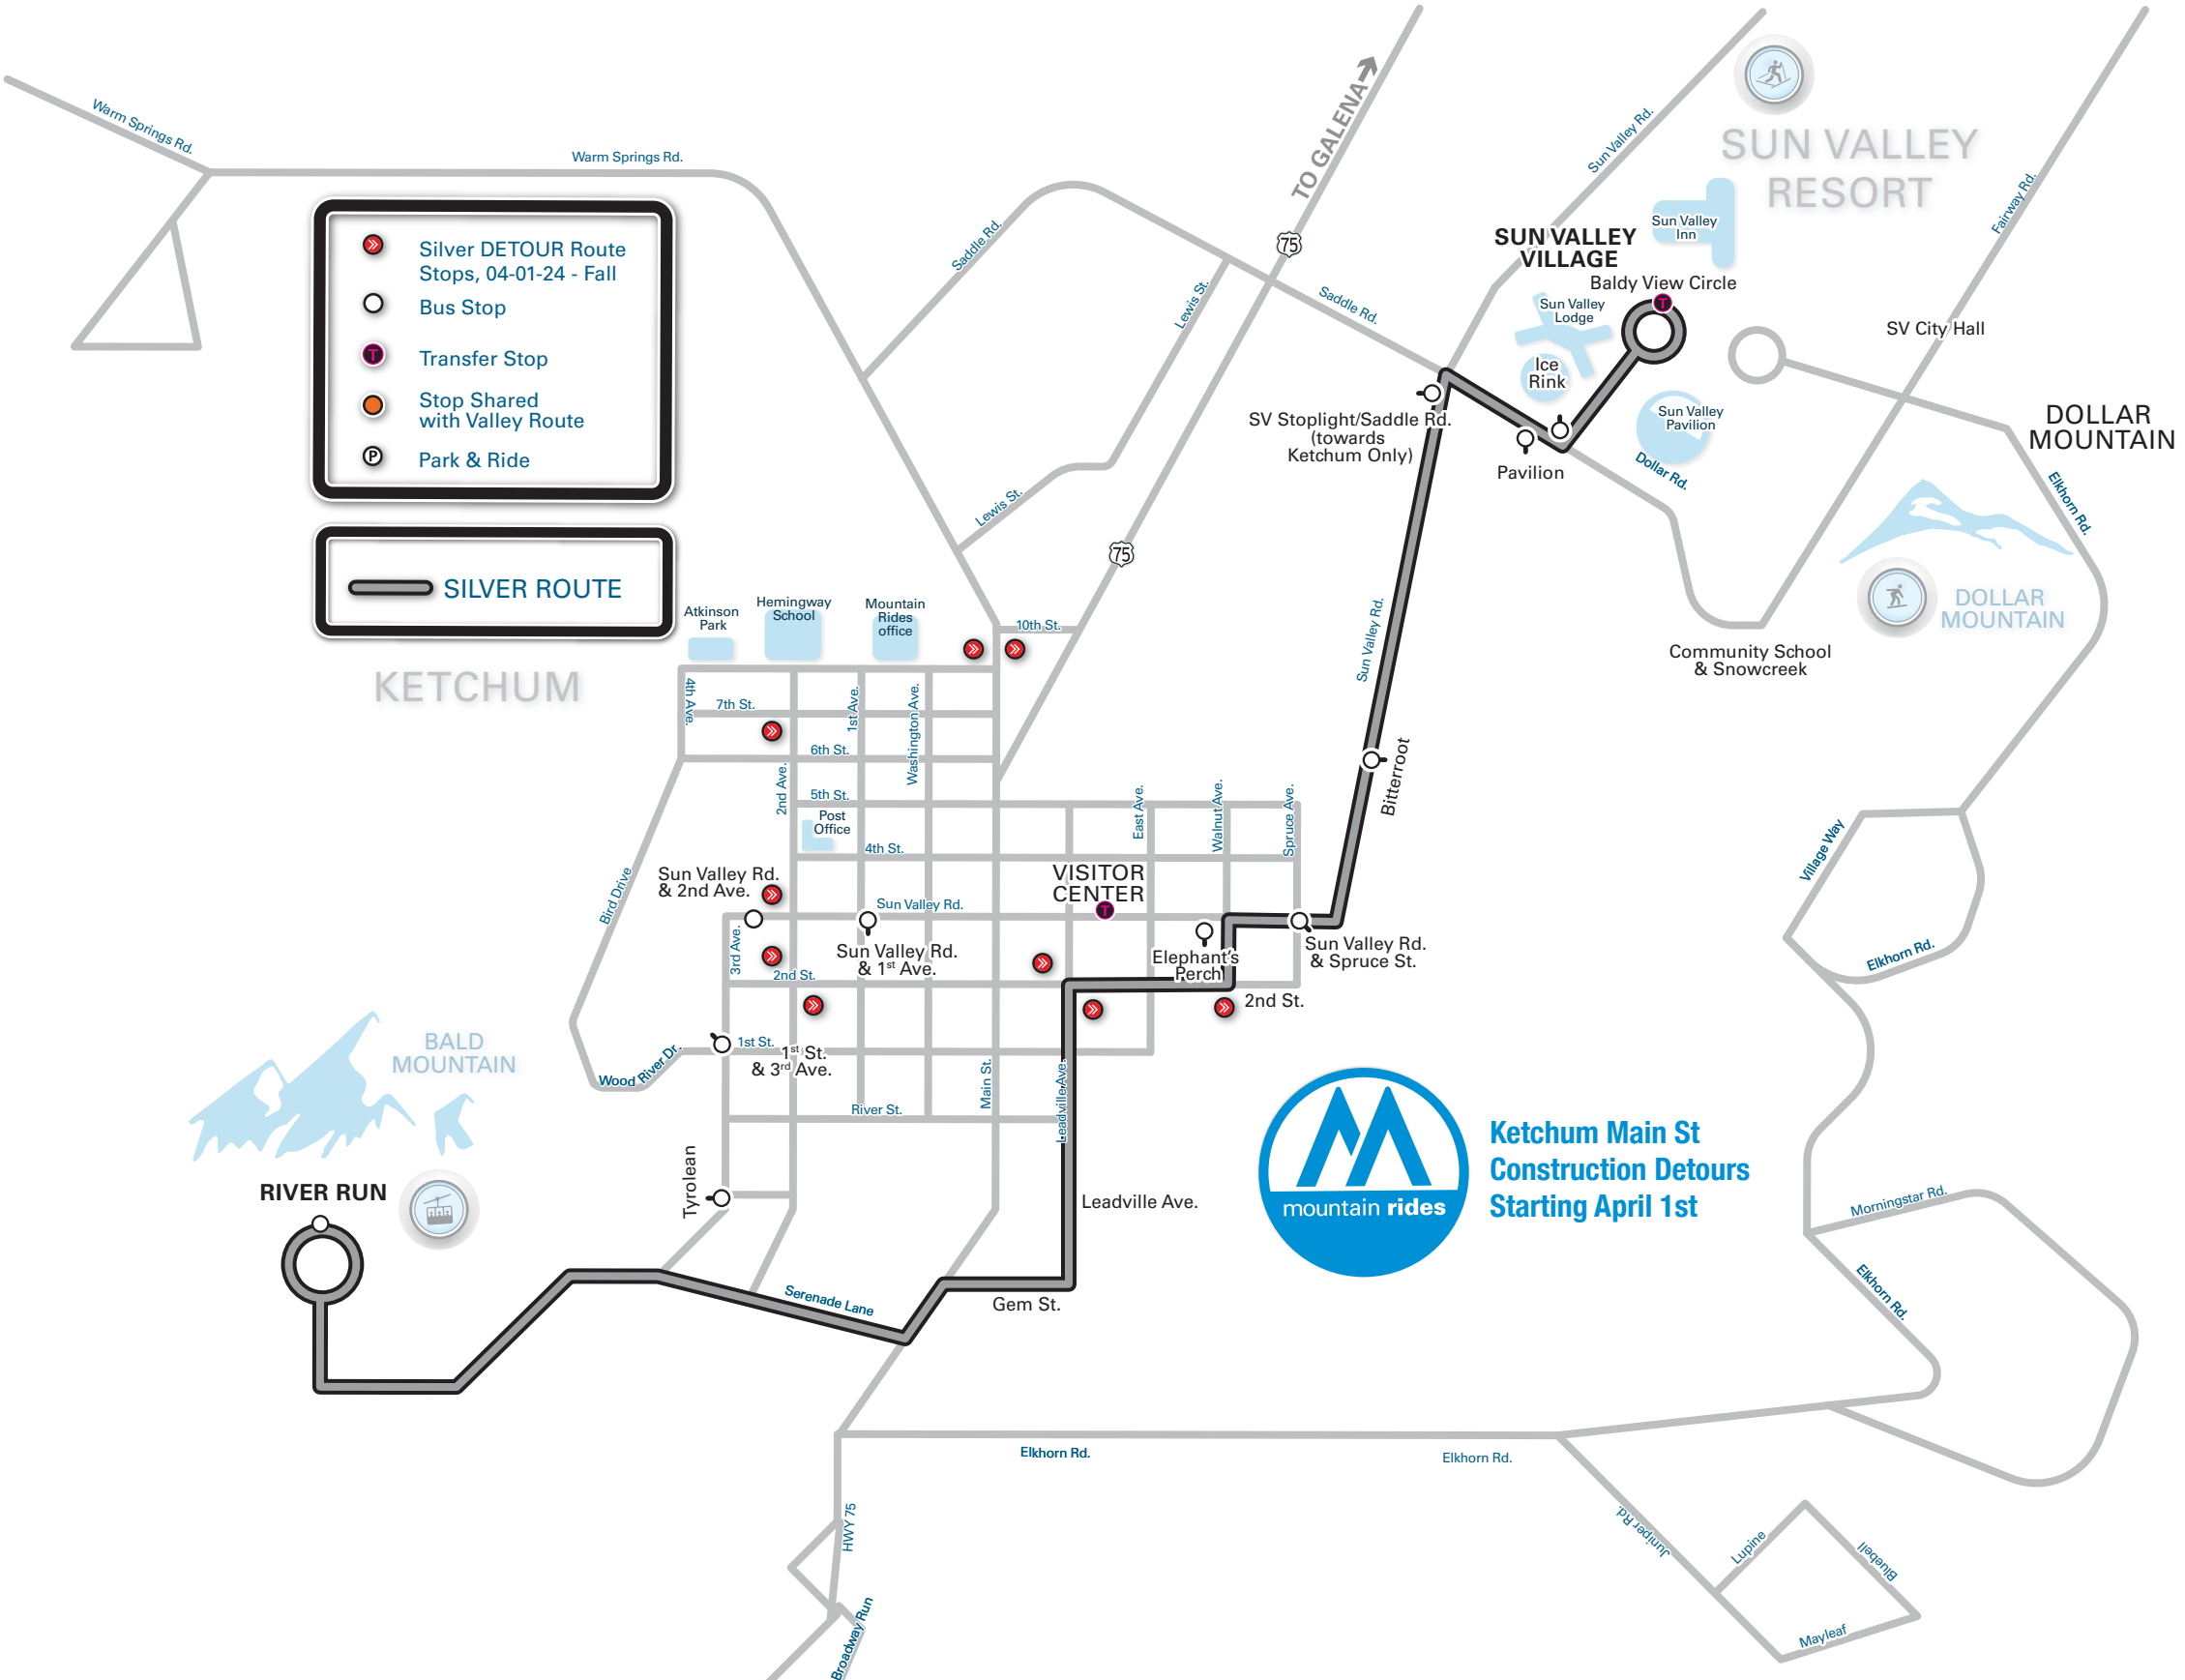 Warm Springs Rd.
Warm Springs Rd.
Silver DETOUR Route
Stops, 04-01-24 - Fall
Bus Stop
T
Transfer Stop
Stop Shared
with Valley Route
P
Park & Ride
SILVER ROUTE
KETCHUM
TO GALENA
75
75
Saddle Rd.
Saddle Rd.
Lewis St.
Lewis St.
Sun Valley Rd.
SUN VALLEY
RESORT
Fairway Rd.
SUN VALLEY
VILLAGE
Sun Valley
Inn
Baldy View Circle
T
Sun Valley
Lodge
Ice
Rink
SV City Hall
SV Stoplight/Saddle Rd.
(towards
Ketchum Only)
Pavilion
Sun Valley
Pavilion
Dollar Rd.
DOLLAR
MOUNTAIN
Elkhorn Rd.
DOLLAR
MOUNTAIN
Community School
& Snowcreek
Sun Valley Rd.
Bitterroot
Atkinson
Park
Hemingway
School
Mountain
Rides
office
10th St.
4th Ave.
7th St.
1st Ave.
Washington Ave.
6th St.
2nd Ave.
5th St.
Post
Office
4th St.
East Ave.
Walnut Ave.
Spruce Ave.
VISITOR
CENTER
T
Sun Valley Rd.
& 2nd Ave.
Sun Valley Rd.
Bird Drive
3rd Ave.
Sun Valley Rd.
& 1st Ave.
Elephant's
Perch
Sun Valley Rd.
& Spruce St.
2nd St.
2nd St.
1st St.
1st St.
& 3rd Ave.
Wood River Dr.
River St.
Main St.
Leadville Ave.
Leadville Ave.
Tyrolean
BALD
MOUNTAIN
RIVER RUN
Serenade Lane
Gem St.
mountain rides
Ketchum Main St
Construction Detours
Starting April 1st
Village Way
Elkhorn Rd.
Morningstar Rd.
Elkhorn Rd.
Elkhorn Rd.
Elkhorn Rd.
HWY 75
Broadway Run
Juniper Rd.
Lupine
Bluebell
Mayleaf